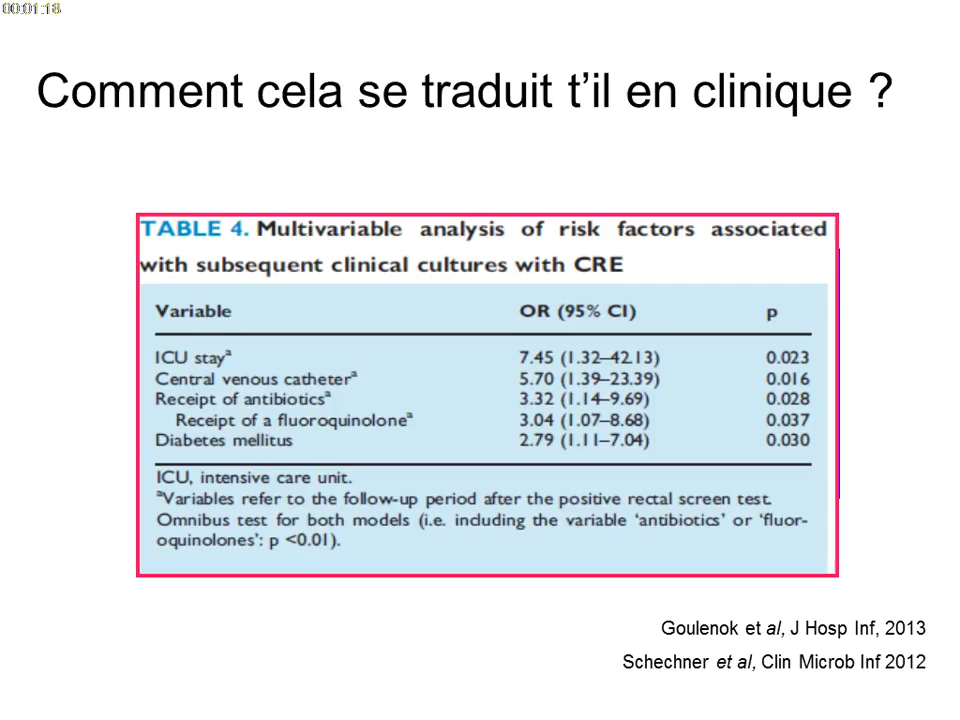 00:01:18
Comment cela se traduit t’il en clinique ?
TABLE 4. Multivariable analysis of risk factors associated
with subsequent clinical cultures with CRE
Variable OR (95% CI) p
ICU stayᵃ 7.45 (1.32–42.13) 0.023
Central venous catheterᵃ 5.70 (1.39–23.39) 0.016
Receipt of antibioticsᵃ 3.32 (1.14–9.69) 0.028
Receipt of a fluoroquinoloneᵃ 3.04 (1.07–8.68) 0.037
Diabetes mellitus 2.79 (1.11–7.04) 0.030
ICU, intensive care unit.
ᵃVariables refer to the follow-up period after the positive rectal screen test.
Omnibus test for both models (i.e. including the variable ‘antibiotics’ or ‘fluor-
oquinolones’: p <0.01).
Goulenok et al, J Hosp Inf, 2013
Schechner et al, Clin Microb Inf 2012